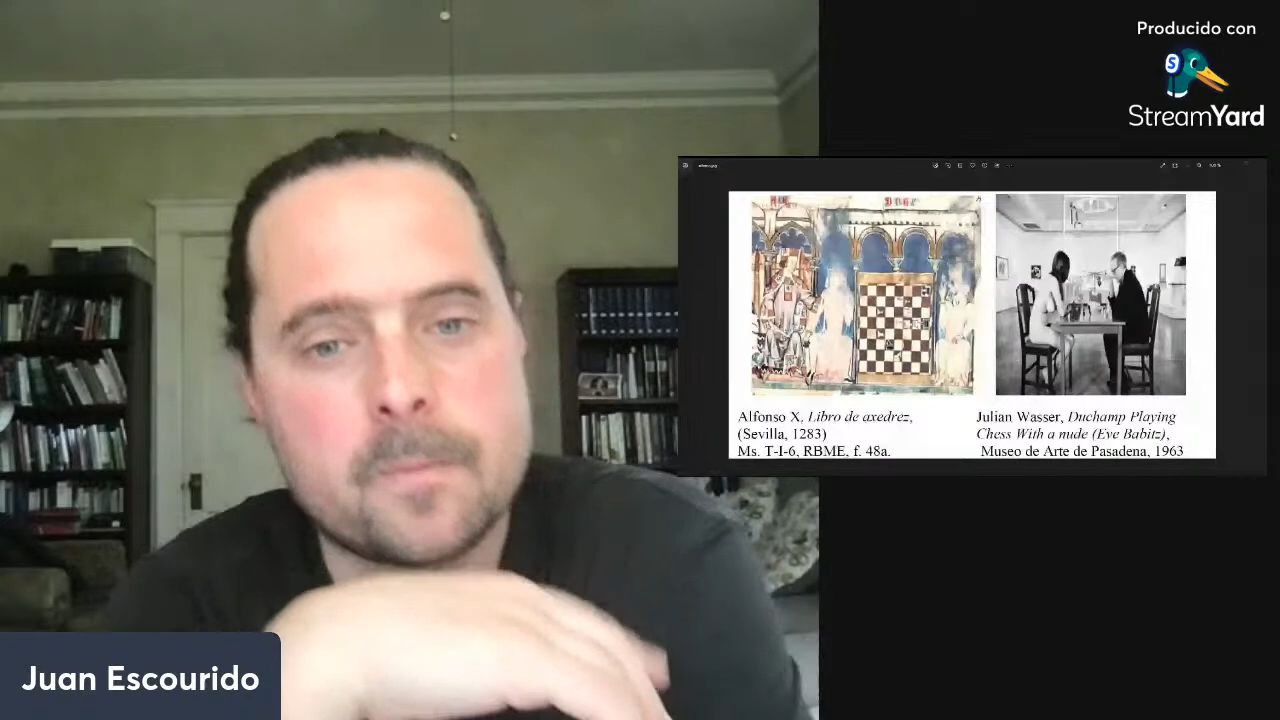 Producido con
StreamYard
Alfonso X, Libro de axedrez,
(Sevilla, 1283)
Ms. T-I-6, RBME, f. 48a.
Julian Wasser, Duchamp Playing
Chess With a nude (Eve Babitz),
Museo de Arte de Pasadena, 1963
Juan Escourido